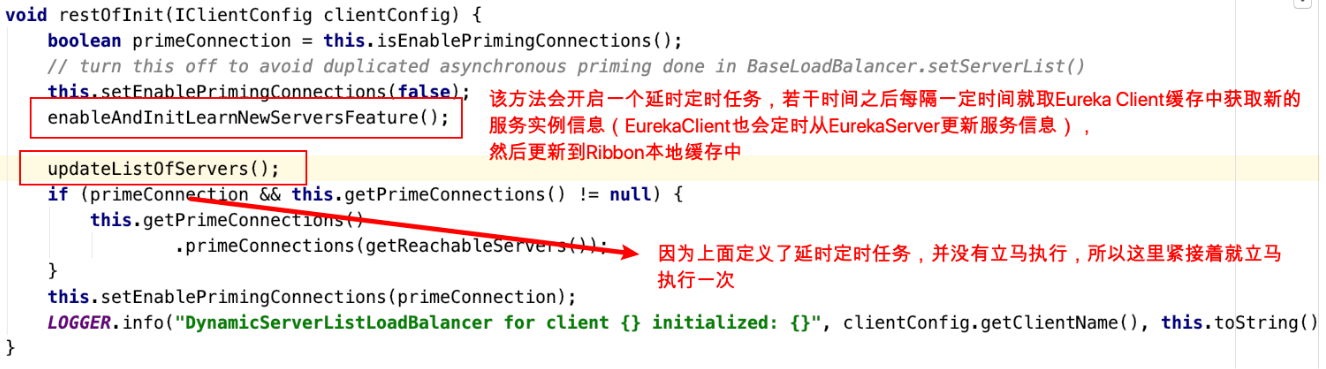 void restOfInit(IClientConfig clientConfig) {
boolean primeConnection = this.isEnablePrimingConnections();
// turn this off to avoid duplicated asynchronous priming done in BaseLoadBalancer.setServerList()
this.setEnablePrimingConnections(false);
enableAndInitLearnNewServersFeature();
该方法会开启一个延时定时任务，若干时间之后每隔一定时间就取Eureka Client缓存中获取新的
服务实例信息（EurekaClient也会定时从EurekaServer更新服务信息），
然后更新到Ribbon本地缓存中
updateListOfServers();
if (primeConnection && this.getPrimeConnections() != null) {
this.getPrimeConnections()
.primeConnections(getReachableServers());
因为上面定义了延时定时任务，并没有立马执行，所以这里紧接着就立马
执行一次
}
this.setEnablePrimingConnections(primeConnection);
LOGGER.info("DynamicServerListLoadBalancer for client {} initialized: {}", clientConfig.getClientName(), this.toString()
}